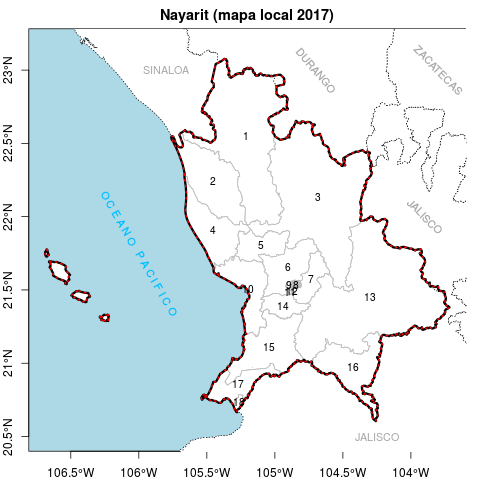 Nayarit (mapa local 2017)
SINALOA
DURANGO
ZACATECAS
JALISCO
OCEANO PACIFICO
JALISCO
1
2
3
4
5
6
7
9
8
12
10
13
14
15
16
17
18
23°N
22.5°N
22°N
21.5°N
21°N
20.5°N
106.5°W
106°W
105.5°W
105°W
104.5°W
104°W